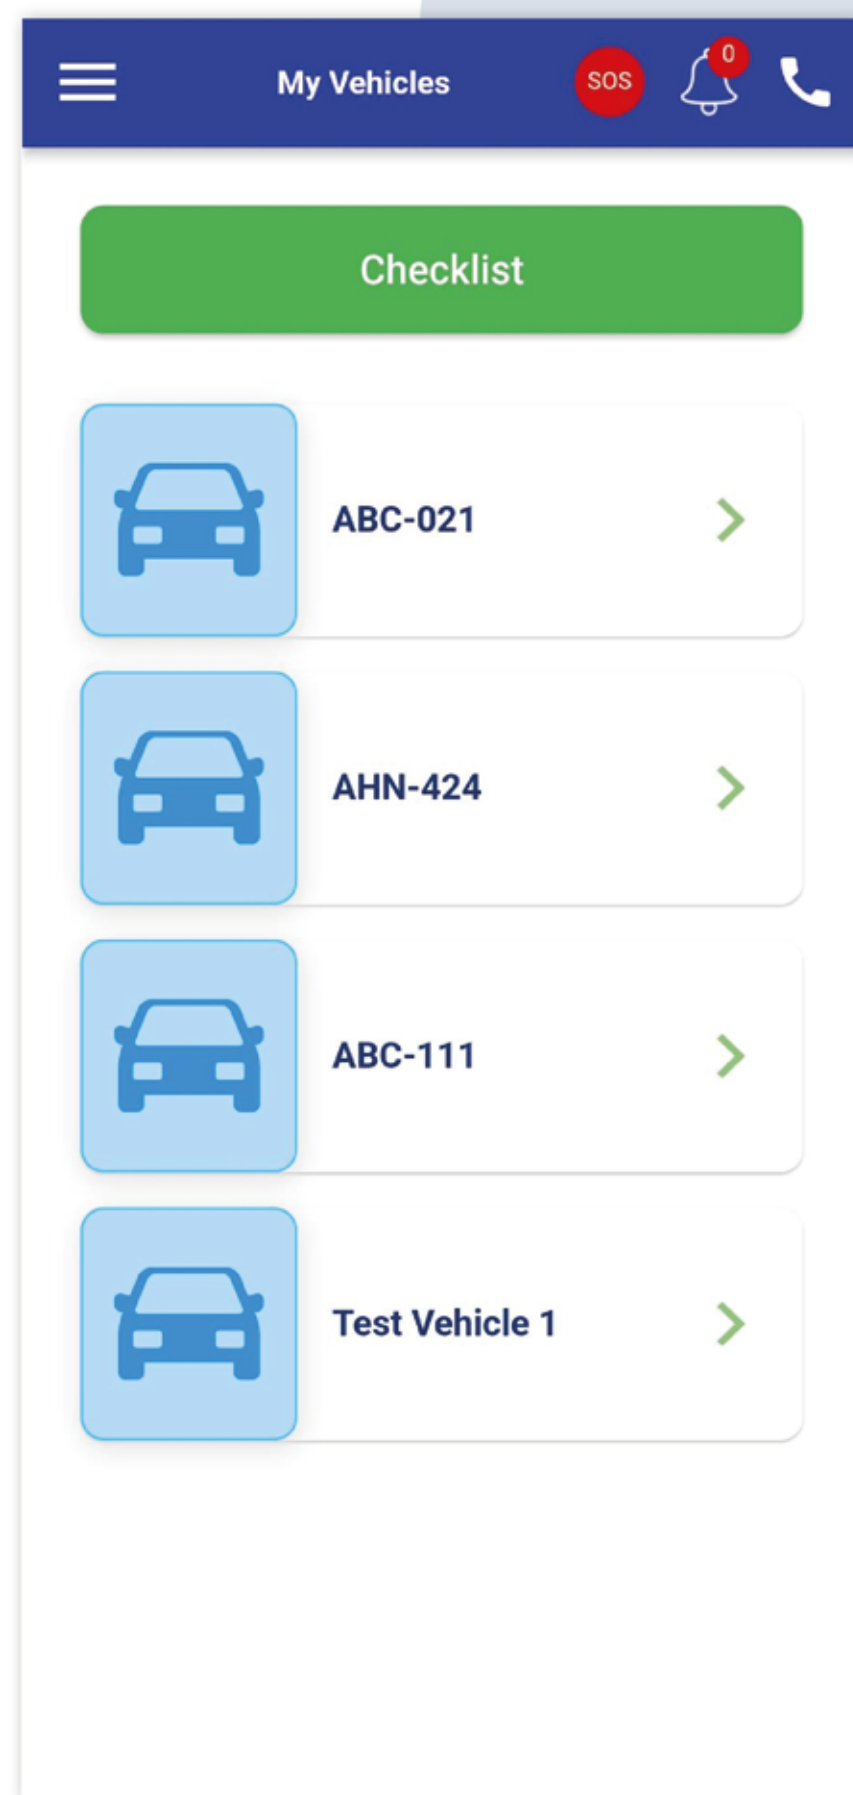 My Vehicles
SOS
0
Checklist
ABC-021
AHN-424
ABC-111
Test Vehicle 1